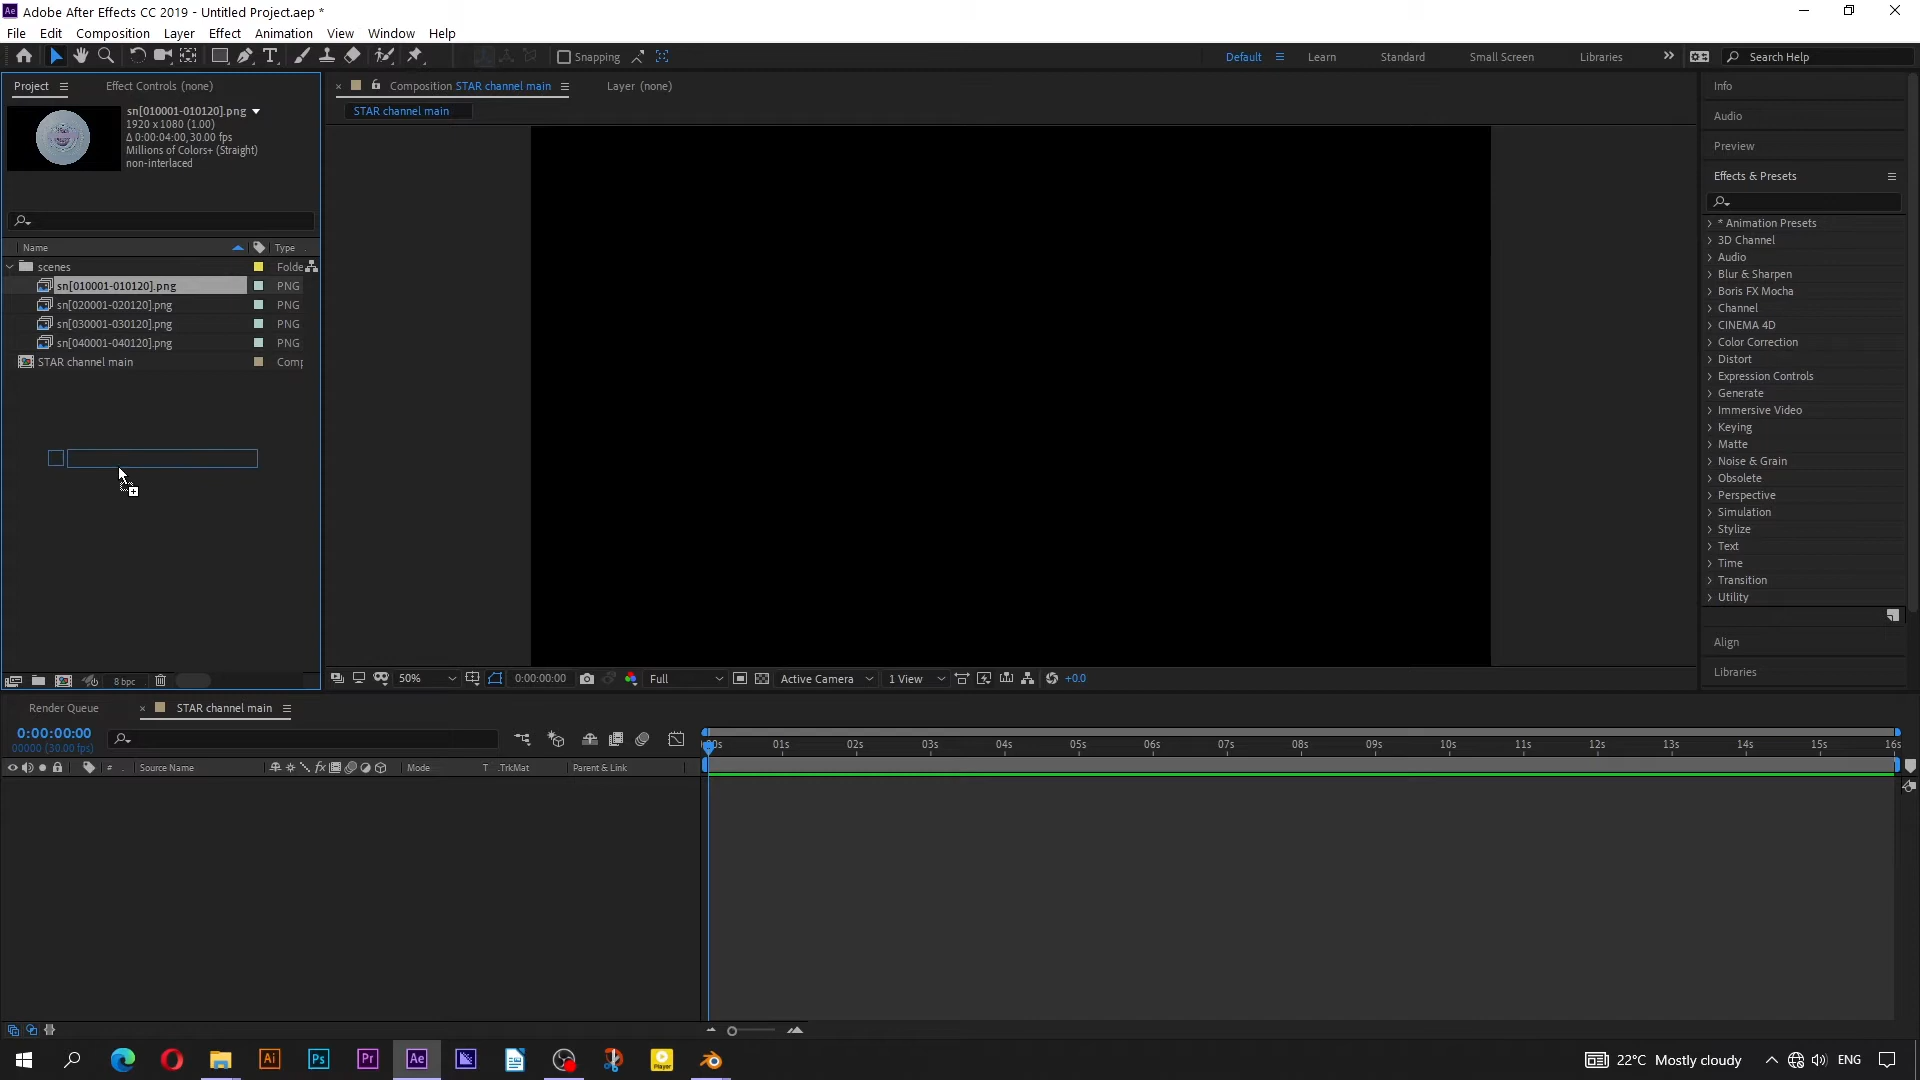 Adobe After Effects CC 2019 - Untitled Project.aep *
File Edit Composition Layer Effect Animation View Window Help
Snapping
Default Learn Standard Small Screen Libraries Search Help
Project Effect Controls (none)
Composition STAR channel main Layer (none)
STAR channel main
sn[010001-010120].png
1920 x 1080 (1.00)
Δ 0:00:04:00, 30.00 fps
Millions of Colors+ (Straight)
non-interlaced
Name Type
scenes Folde
sn[010001-010120].png PNG
sn[020001-020120].png PNG
sn[030001-030120].png PNG
sn[040001-040120].png PNG
STAR channel main Comp
8 bpc
50% 0:00:00:00 Full Active Camera 1 View +0.0
Info
Audio
Preview
Effects & Presets
* Animation Presets
3D Channel
Audio
Blur & Sharpen
Boris FX Mocha
Channel
CINEMA 4D
Color Correction
Distort
Expression Controls
Generate
Immersive Video
Keying
Matte
Noise & Grain
Obsolete
Perspective
Simulation
Stylize
Text
Time
Transition
Utility
Align
Libraries
Render Queue STAR channel main
0:00:00:00
00000 (30.00 fps)
# Source Name Mode T .TrkMat Parent & Link
01s 02s 03s 04s 05s 06s 07s 08s 09s 10s 11s 12s 13s 14s 15s 16s
Ai Ps Pr Ae
Player
22°C Mostly cloudy ENG